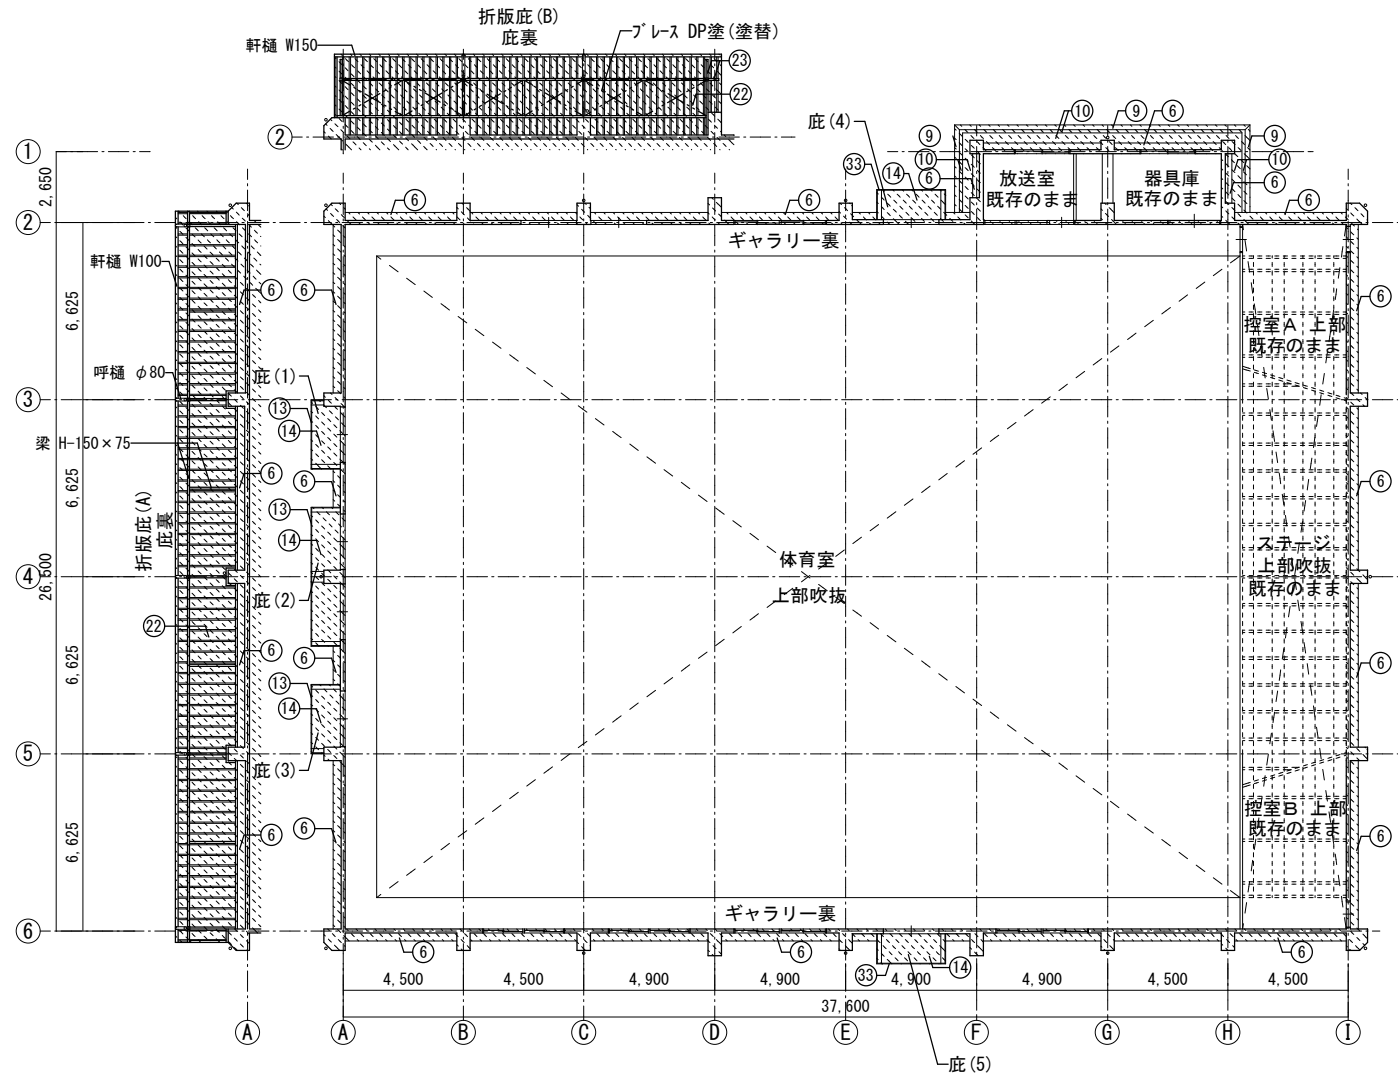 折版庇(B)
庇裏
軒樋 W150
ブレース DP塗(塗替)
23
22
2
庇(4)
10
9
6
9
9
1
10
10
33
14
6
6
放送室
既存のまま
器具庫
既存のまま
2,650
6
6
6
2
ギャラリー裏
軒樋 W100
6
6
6
6,625
控室A 上部
既存のまま
呼樋 φ80
庇(1)
3
13
14
梁 H-150×75
6
6
6
6,625
13
折版庇(A)
庇裏
14
ステージ
上部吹抜
既存のまま
体育室
上部吹抜
4
26,500
庇(2)
22
6
6
6
6,625
13
14
5
庇(3)
控室B 上部
既存のまま
6
6
6
6,625
ギャラリー裏
6
6
6
6
33
14
4,500
4,500
4,900
4,900
4,900
4,900
4,500
4,500
37,600
A
A
B
C
D
E
F
G
H
I
庇(5)